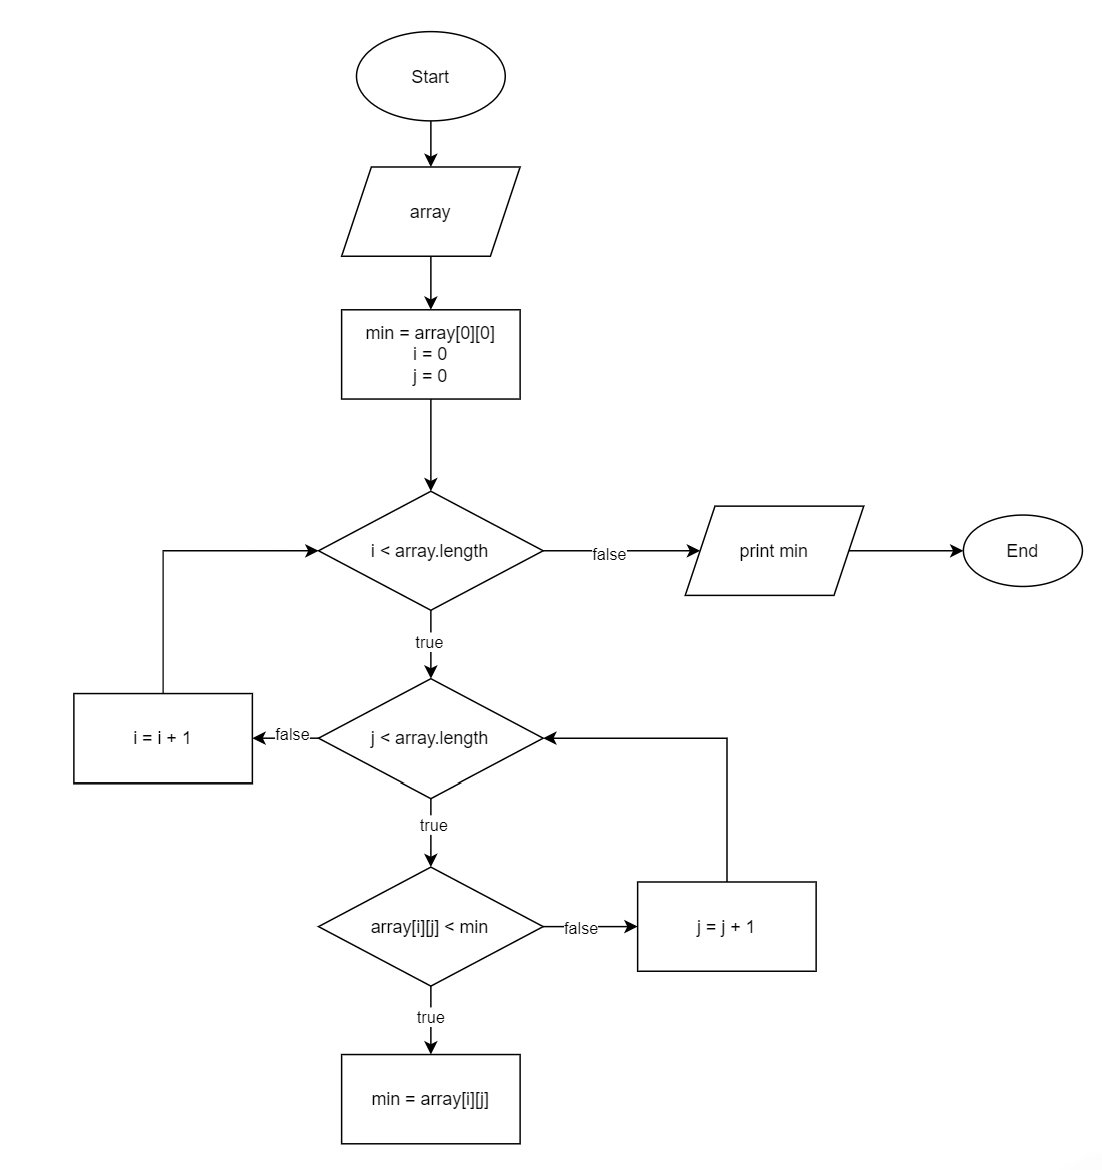 Start
array
min = array[0][0]
i = 0
j = 0
i < array.length
false
print min
End
true
i = i + 1
false
j < array.length
true
array[i][j] < min
false
j = j + 1
true
min = array[i][j]